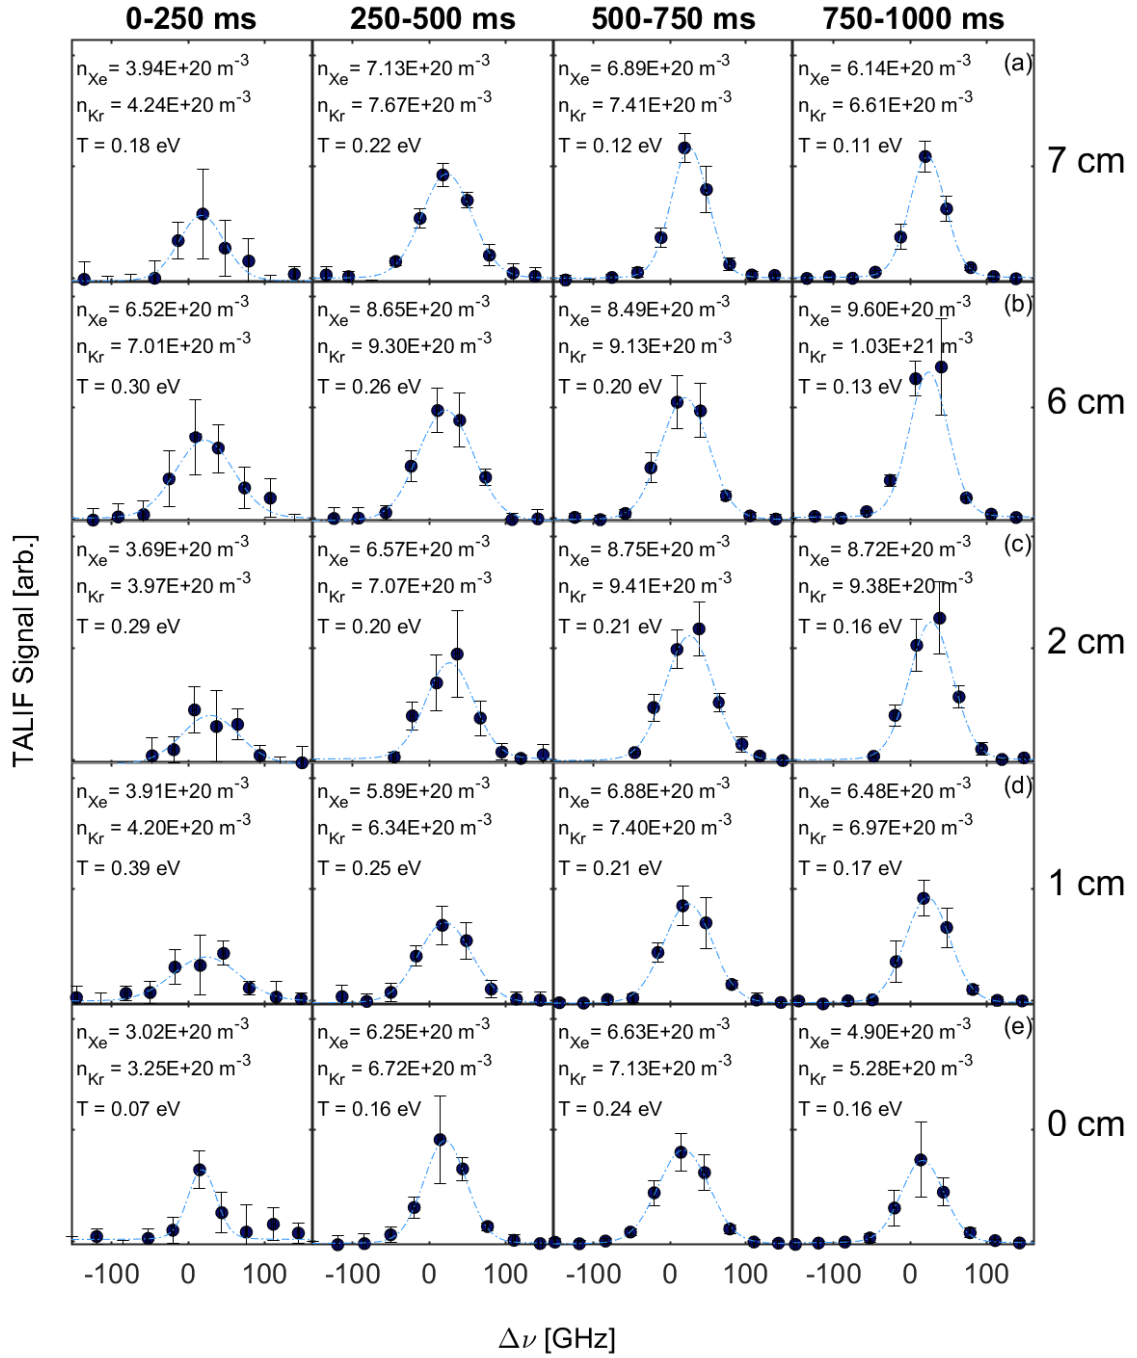 0-250 ms 250-500 ms 500-750 ms 750-1000 ms
n_Xe = 3.94E+20 m^-3 n_Xe = 7.13E+20 m^-3 n_Xe = 6.89E+20 m^-3 n_Xe = 6.14E+20 m^-3 (a)
n_Kr = 4.24E+20 m^-3 n_Kr = 7.67E+20 m^-3 n_Kr = 7.41E+20 m^-3 n_Kr = 6.61E+20 m^-3
T = 0.18 eV T = 0.22 eV T = 0.12 eV T = 0.11 eV 7 cm
n_Xe = 6.52E+20 m^-3 n_Xe = 8.65E+20 m^-3 n_Xe = 8.49E+20 m^-3 n_Xe = 9.60E+20 m^-3 (b)
n_Kr = 7.01E+20 m^-3 n_Kr = 9.30E+20 m^-3 n_Kr = 9.13E+20 m^-3 n_Kr = 1.03E+21 m^-3
T = 0.30 eV T = 0.26 eV T = 0.20 eV T = 0.13 eV 6 cm
n_Xe = 3.69E+20 m^-3 n_Xe = 6.57E+20 m^-3 n_Xe = 8.75E+20 m^-3 n_Xe = 8.72E+20 m^-3 (c)
n_Kr = 3.97E+20 m^-3 n_Kr = 7.07E+20 m^-3 n_Kr = 9.41E+20 m^-3 n_Kr = 9.38E+20 m^-3
T = 0.29 eV T = 0.20 eV T = 0.21 eV T = 0.16 eV 2 cm
TALIF Signal [arb.]
n_Xe = 3.91E+20 m^-3 n_Xe = 5.89E+20 m^-3 n_Xe = 6.88E+20 m^-3 n_Xe = 6.48E+20 m^-3 (d)
n_Kr = 4.20E+20 m^-3 n_Kr = 6.34E+20 m^-3 n_Kr = 7.40E+20 m^-3 n_Kr = 6.97E+20 m^-3
T = 0.39 eV T = 0.25 eV T = 0.21 eV T = 0.17 eV 1 cm
n_Xe = 3.02E+20 m^-3 n_Xe = 6.25E+20 m^-3 n_Xe = 6.63E+20 m^-3 n_Xe = 4.90E+20 m^-3 (e)
n_Kr = 3.25E+20 m^-3 n_Kr = 6.72E+20 m^-3 n_Kr = 7.13E+20 m^-3 n_Kr = 5.28E+20 m^-3
T = 0.07 eV T = 0.16 eV T = 0.24 eV T = 0.16 eV 0 cm
-100 0 100 -100 0 100 -100 0 100 -100 0 100
Δν [GHz]